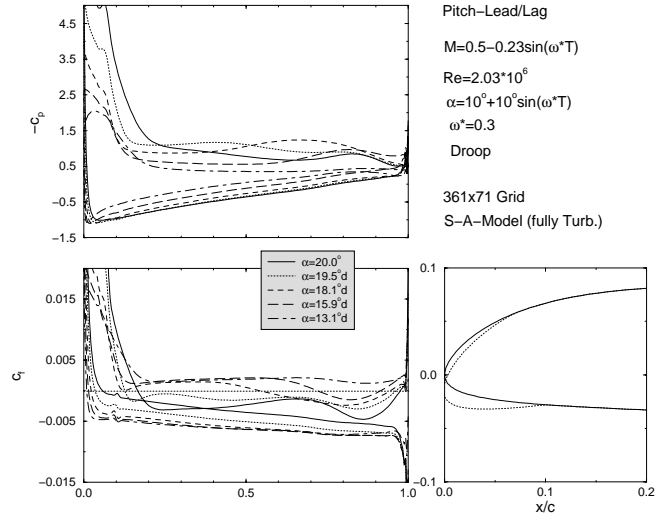 Pitch–Lead/Lag
M=0.5–0.23sin(ω*T)
Re=2.03*10⁶
α=10°+10°sin(ω*T)
ω*=0.3
Droop
361x71 Grid
S–A–Model (fully Turb.)
4.5
3.5
2.5
1.5
0.5
−0.5
−1.5
−cₚ
α=20.0°
α=19.5°d
α=18.1°d
α=15.9°d
α=13.1°d
0.015
0.005
−0.005
−0.015
c_f
0.0
0.5
1.0
0.1
0.0
−0.1
0.0
0.1
0.2
x/c